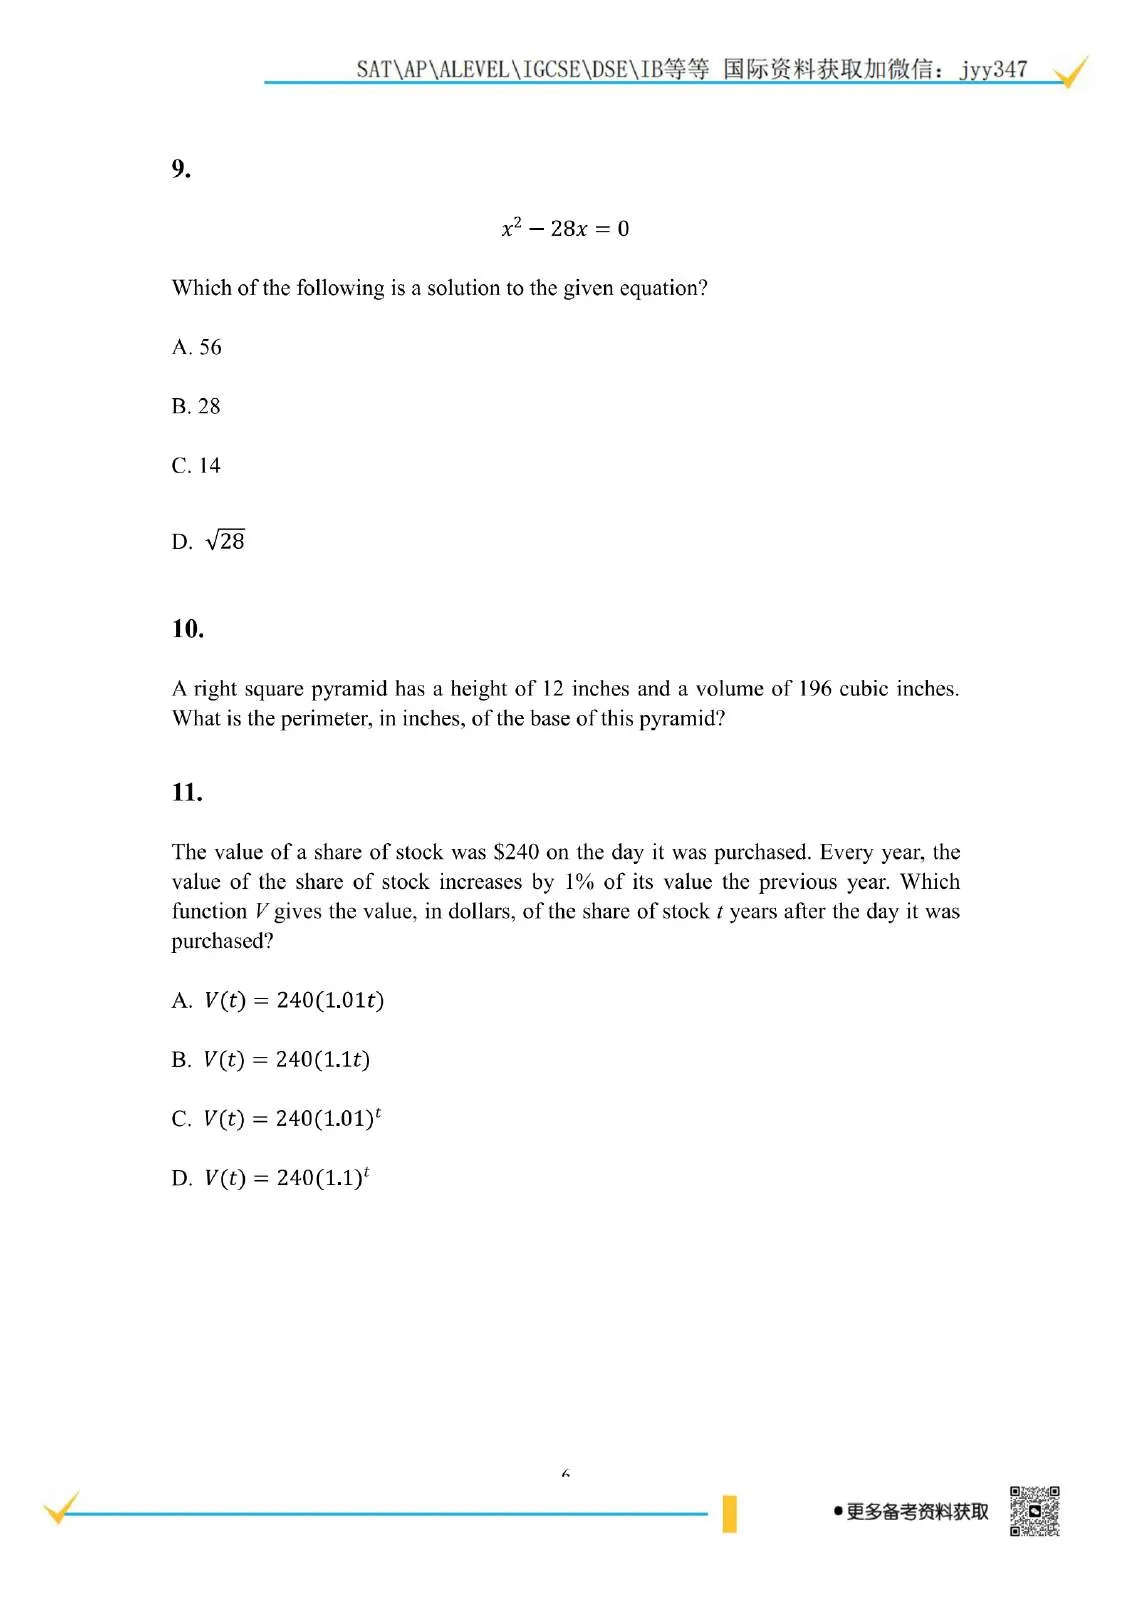 SAT\AP\ALEVEL\IGCSE\DSE\IB等等 国际资料获取加微信：jyy347
9.
x² − 28x = 0
Which of the following is a solution to the given equation?
A. 56
B. 28
C. 14
D. √28
10.
A right square pyramid has a height of 12 inches and a volume of 196 cubic inches.
What is the perimeter, in inches, of the base of this pyramid?
11.
The value of a share of stock was $240 on the day it was purchased. Every year, the
value of the share of stock increases by 1% of its value the previous year. Which
function V gives the value, in dollars, of the share of stock t years after the day it was
purchased?
A. V(t) = 240(1.01t)
B. V(t) = 240(1.1t)
C. V(t) = 240(1.01)ᵗ
D. V(t) = 240(1.1)ᵗ
6
•更多备考资料获取